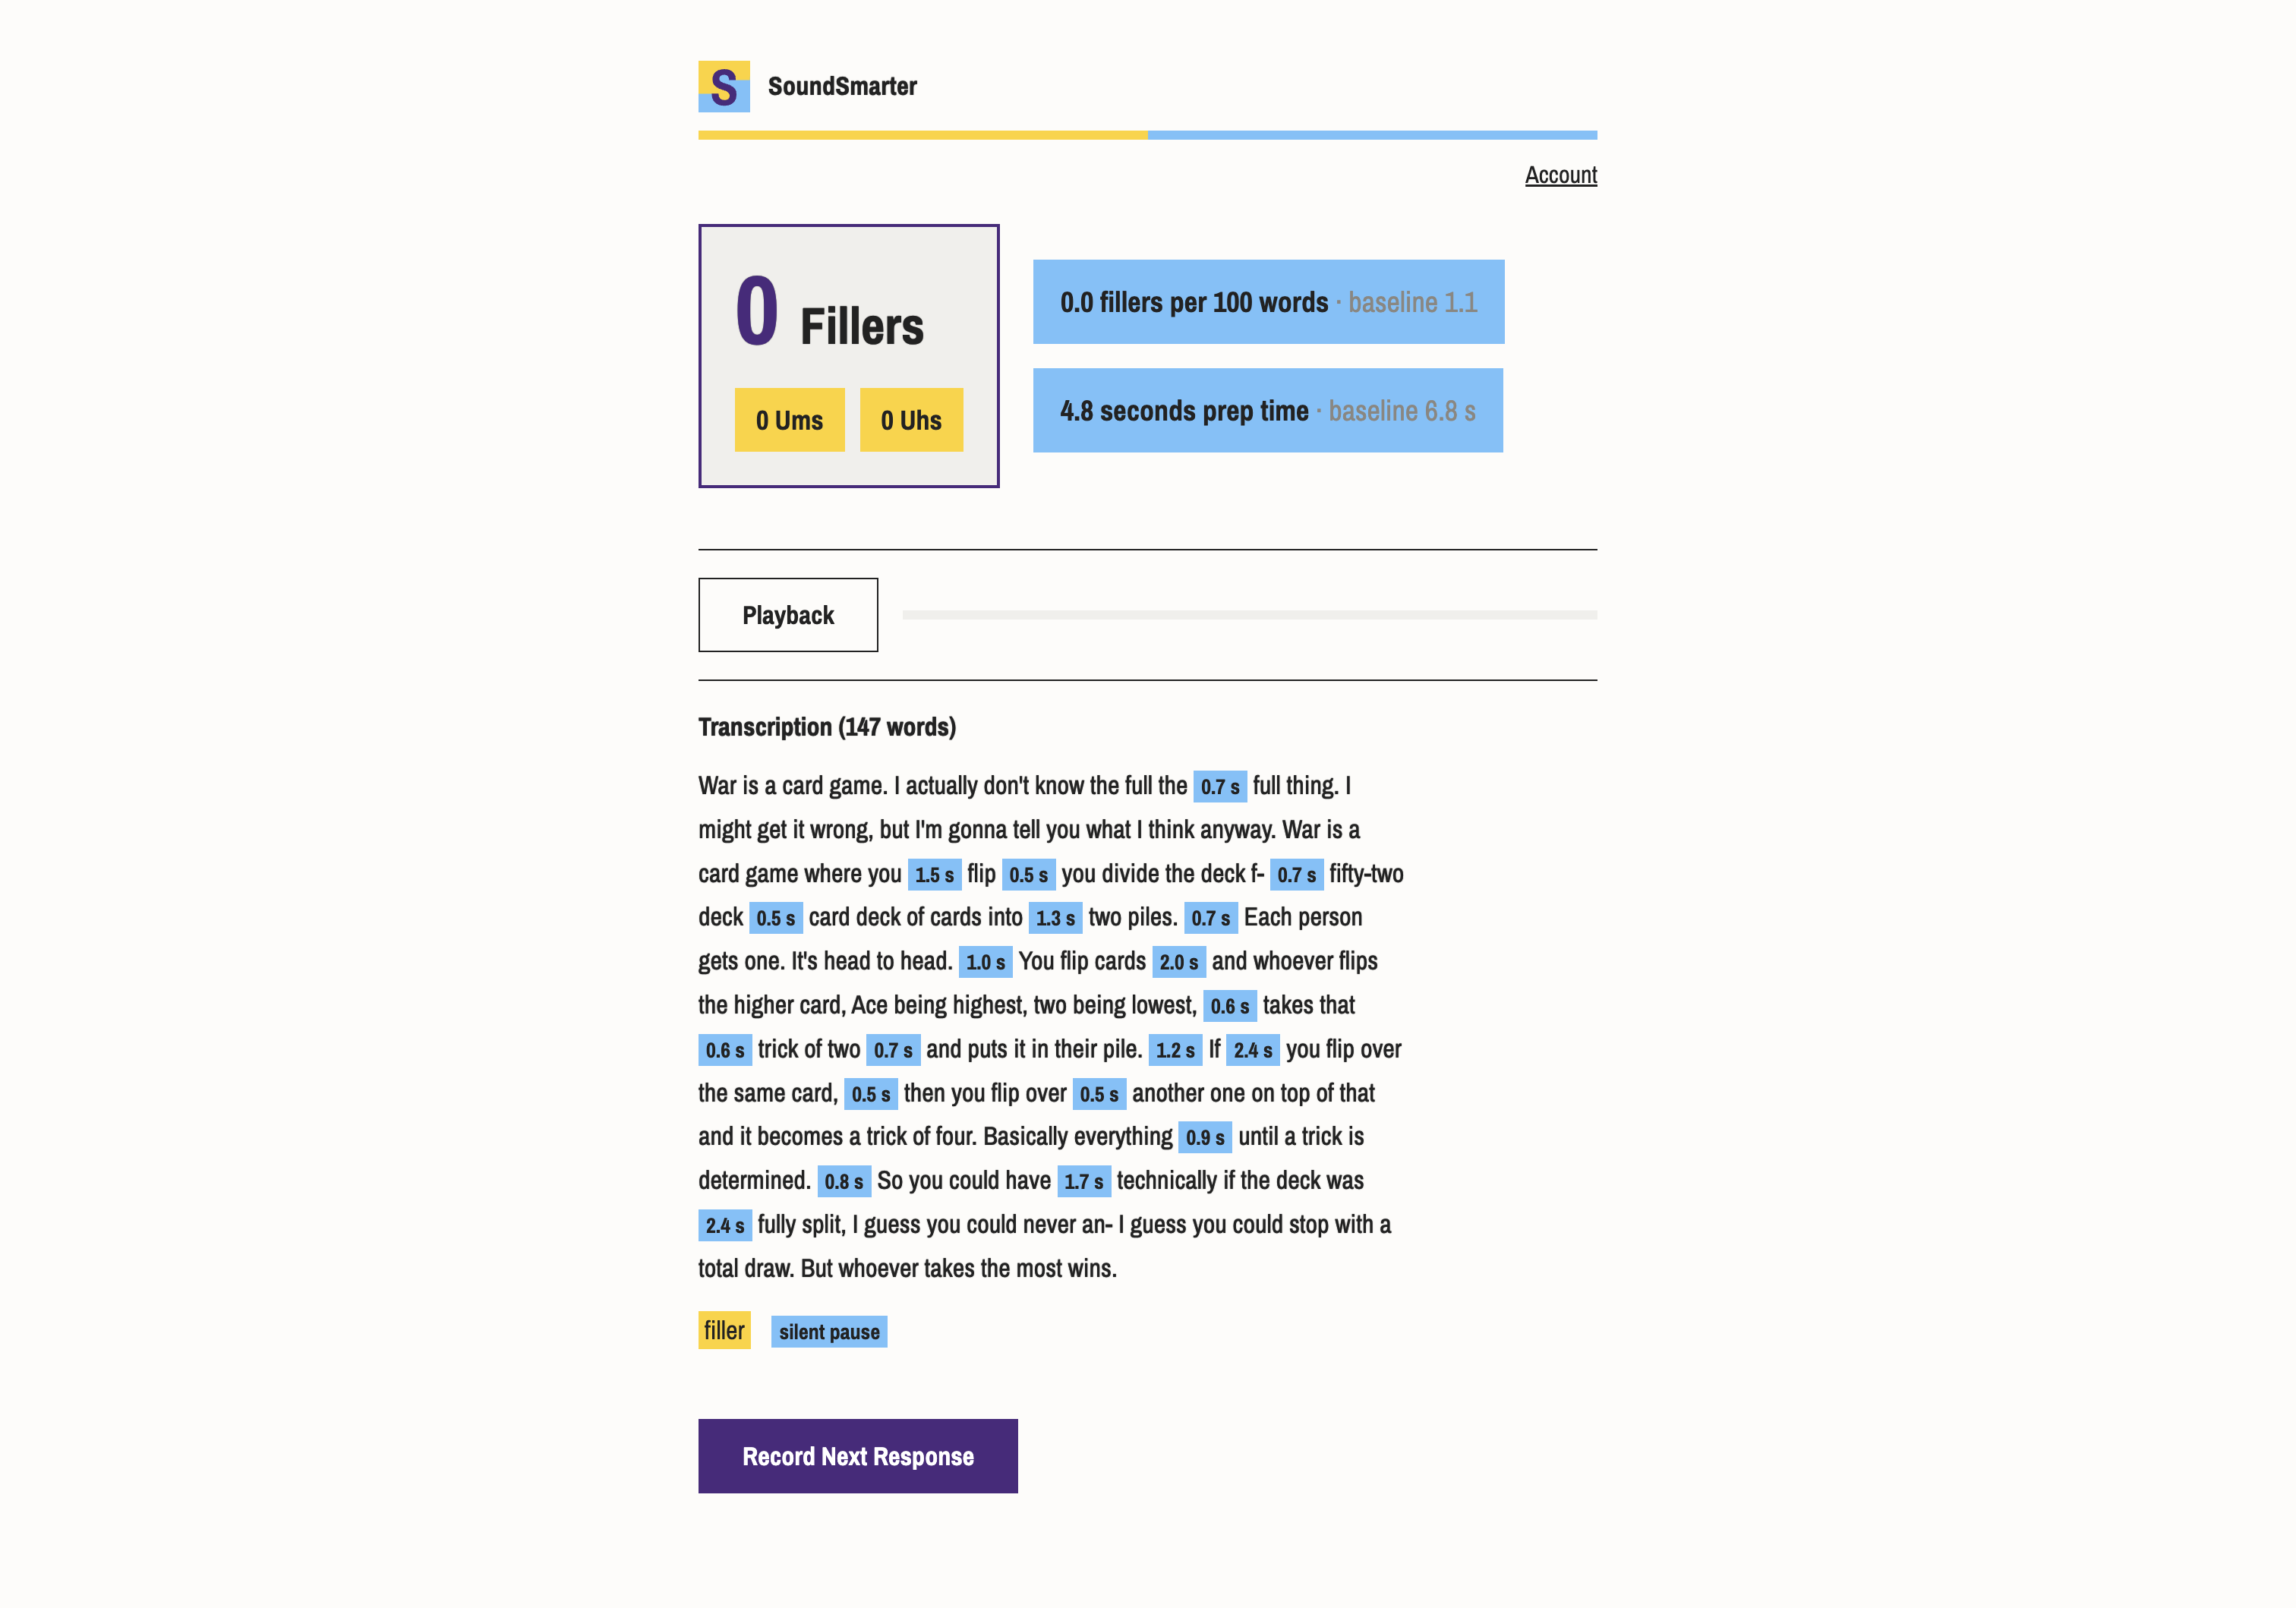 S SoundSmarter
Account
0 Fillers
0 Ums 0 Uhs
0.0 fillers per 100 words · baseline 1.1
4.8 seconds prep time · baseline 6.8 s
Playback
Transcription (147 words)
War is a card game. I actually don't know the full the 0.7 s full thing. I
might get it wrong, but I'm gonna tell you what I think anyway. War is a
card game where you 1.5 s flip 0.5 s you divide the deck f- 0.7 s fifty-two
deck 0.5 s card deck of cards into 1.3 s two piles. 0.7 s Each person
gets one. It's head to head. 1.0 s You flip cards 2.0 s and whoever flips
the higher card, Ace being highest, two being lowest, 0.6 s takes that
0.6 s trick of two 0.7 s and puts it in their pile. 1.2 s If 2.4 s you flip over
the same card, 0.5 s then you flip over 0.5 s another one on top of that
and it becomes a trick of four. Basically everything 0.9 s until a trick is
determined. 0.8 s So you could have 1.7 s technically if the deck was
2.4 s fully split, I guess you could never an- I guess you could stop with a
total draw. But whoever takes the most wins.
filler silent pause
Record Next Response